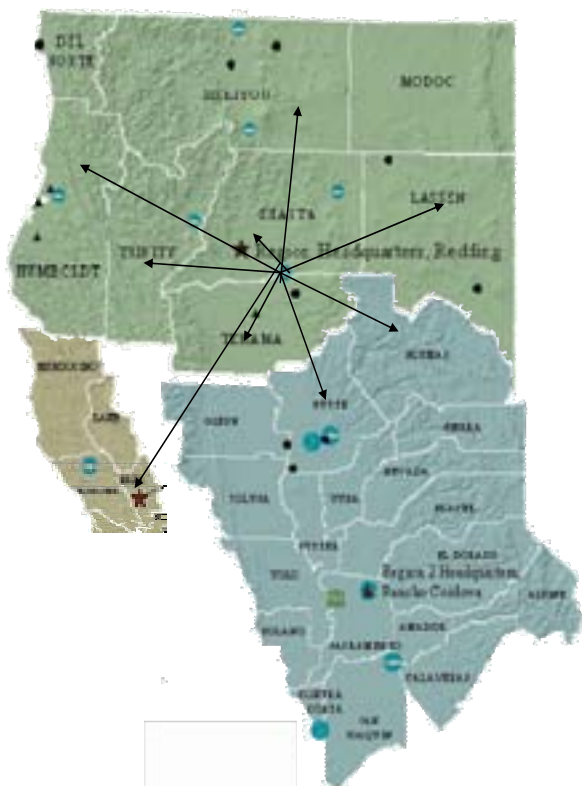 DEL
NORTE
SISKIYOU
MODOC
SHASTA
LASSEN
Region Headquarters, Redding
TRINITY
HUMBOLDT
TEHAMA
PLUMAS
MENDOCINO
LAKE
BUTTE
GLENN
SIERRA
NEVADA
COLUSA
YUBA
PLACER
SUTTER
EL DORADO
YOLO
Region 2 Headquarters,
Rancho Cordova
ALPINE
AMADOR
SOLANO
SACRAMENTO
CALAVERAS
CONTRA
COSTA
SAN
JOAQUIN